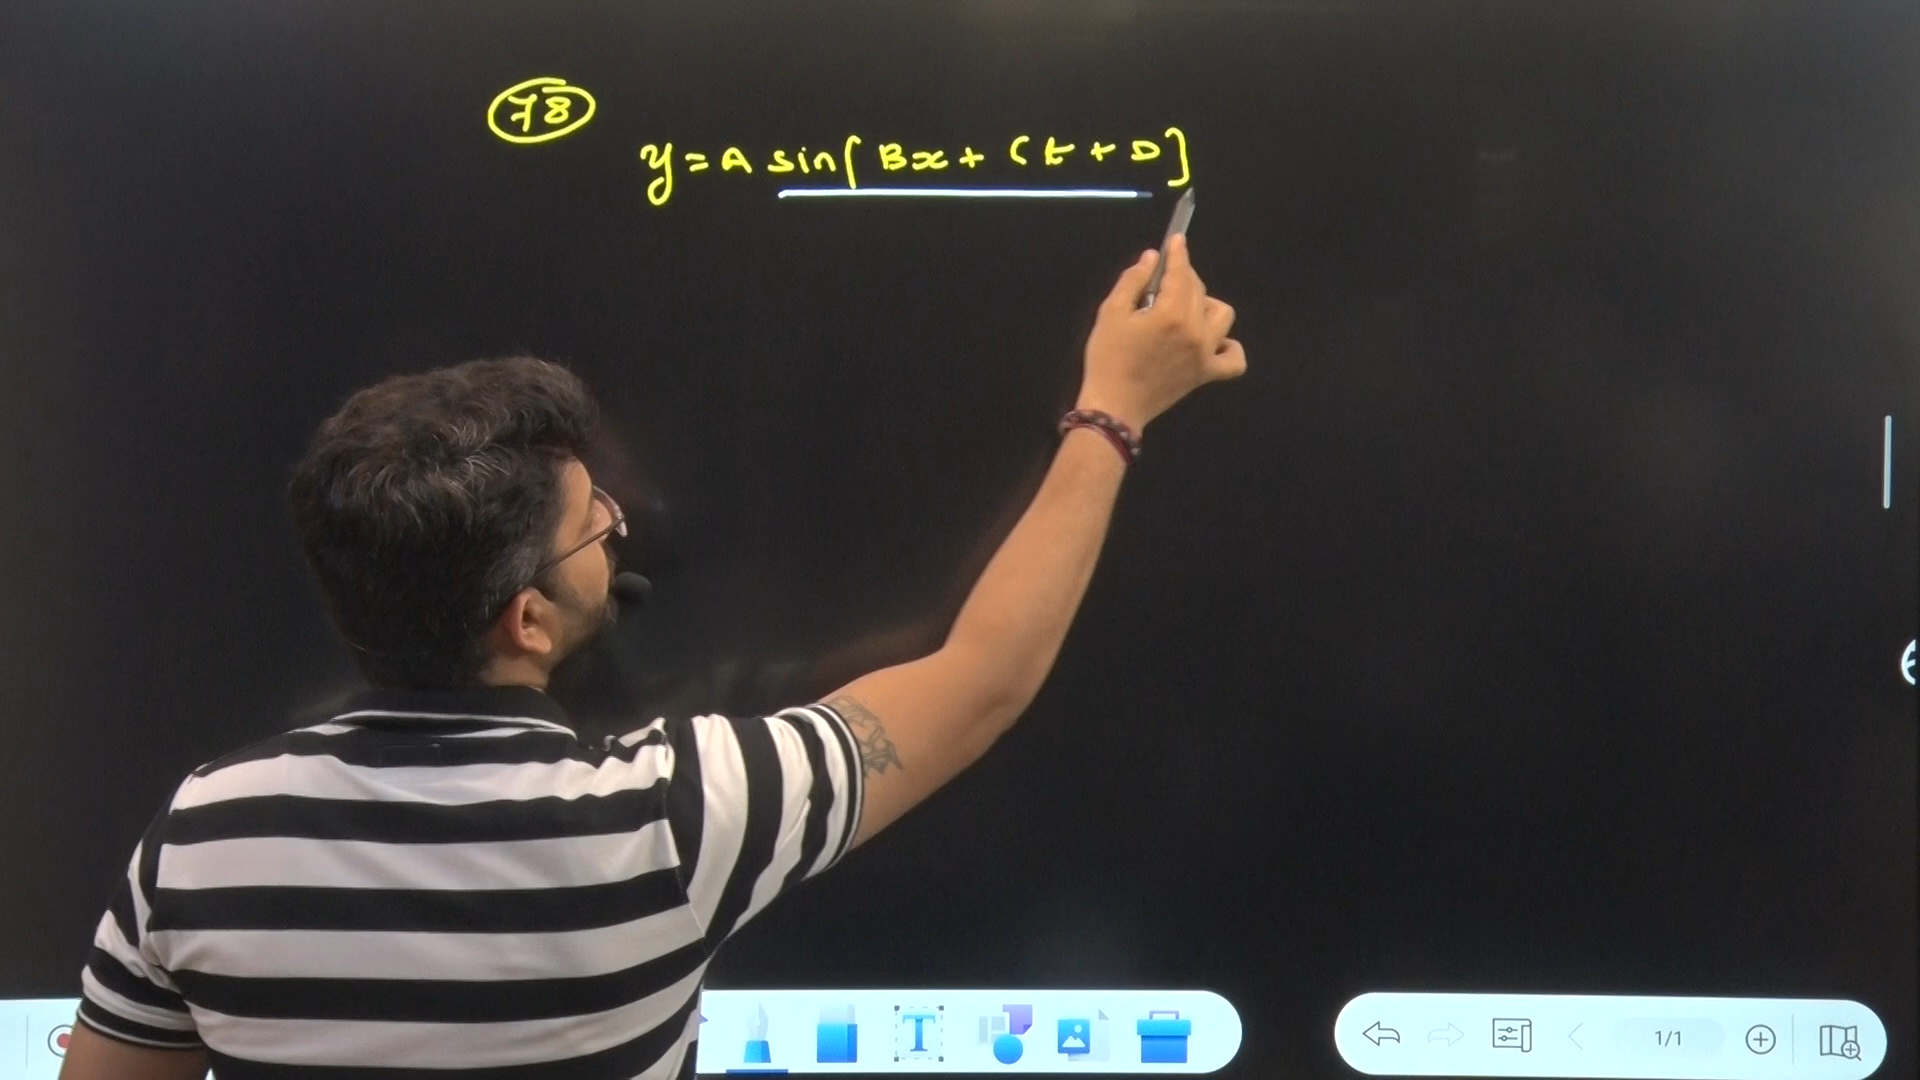 78
y = A sin[ Bx + Ct + D ]
T
1/1